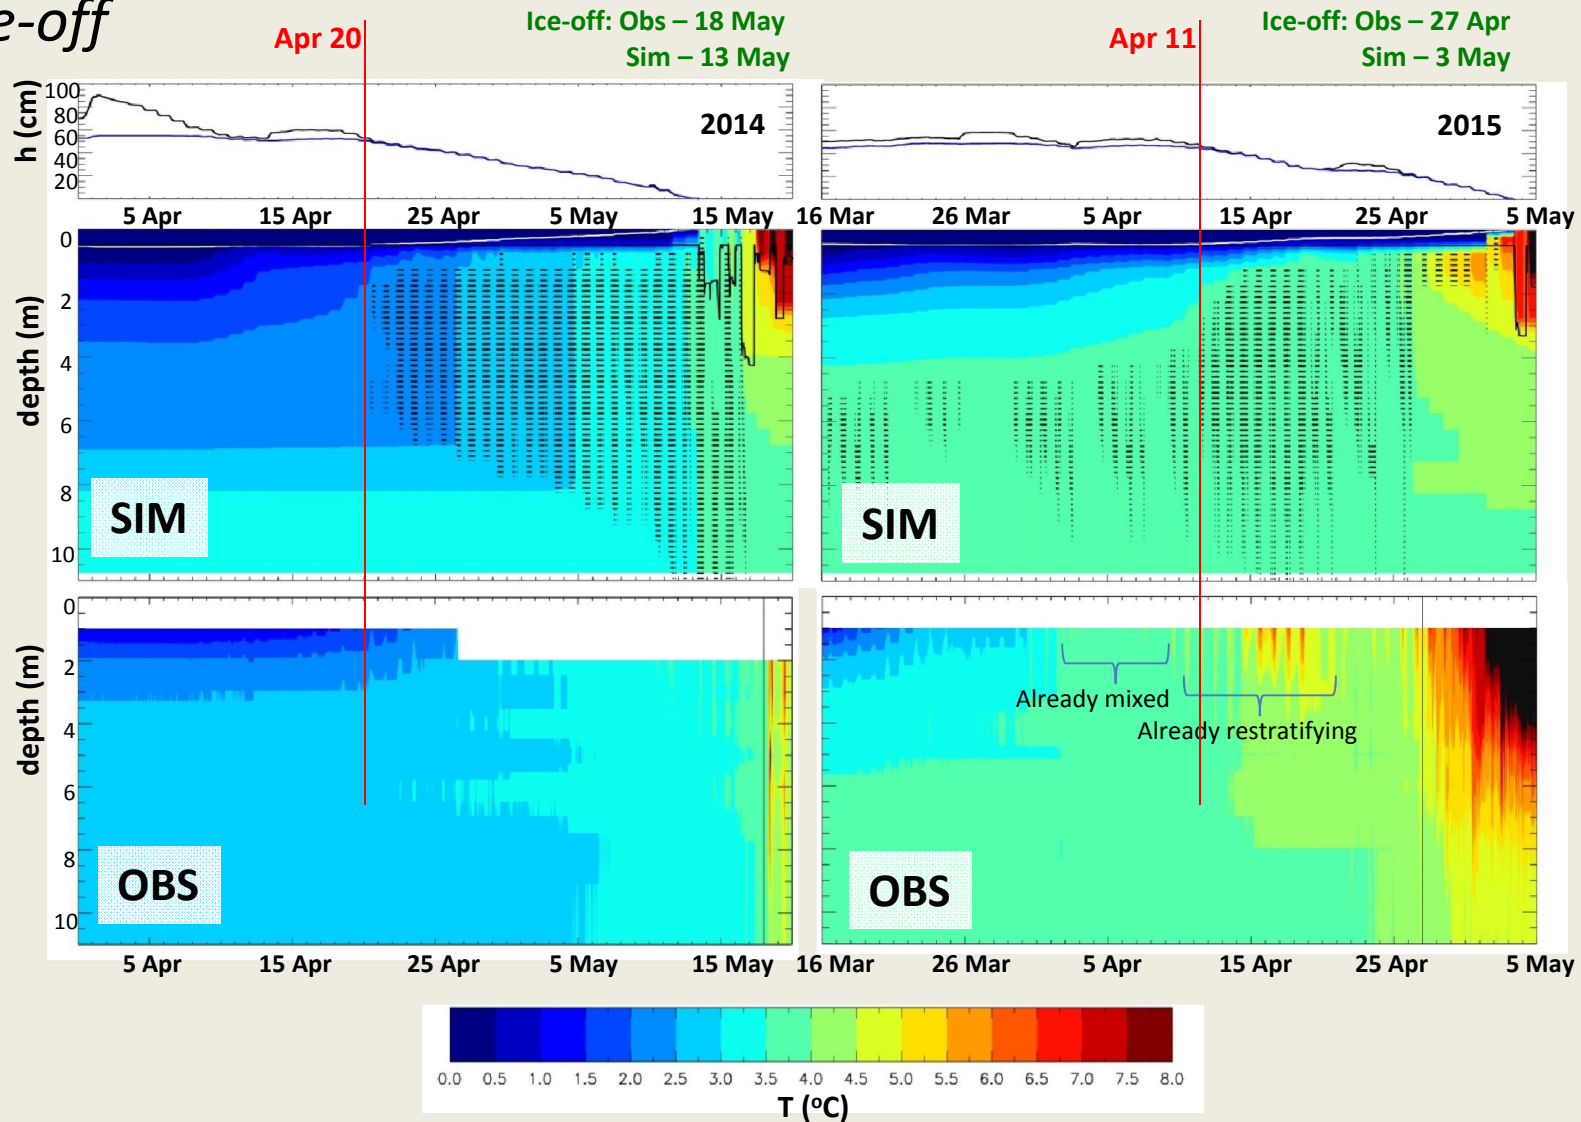 e-off
Apr 20
Ice-off: Obs – 18 May
Sim – 13 May
Apr 11
Ice-off: Obs – 27 Apr
Sim – 3 May
h (cm)
100
80
60
40
20
2014
2015
5 Apr 15 Apr 25 Apr 5 May 15 May
16 Mar 26 Mar 5 Apr 15 Apr 25 Apr 5 May
depth (m)
0
2
4
6
8
10
SIM
SIM
depth (m)
0
2
4
6
8
10
OBS
Already mixed
Already restratifying
OBS
5 Apr 15 Apr 25 Apr 5 May 15 May
16 Mar 26 Mar 5 Apr 15 Apr 25 Apr 5 May
0.0 0.5 1.0 1.5 2.0 2.5 3.0 3.5 4.0 4.5 5.0 5.5 6.0 6.5 7.0 7.5 8.0
T (ºC)